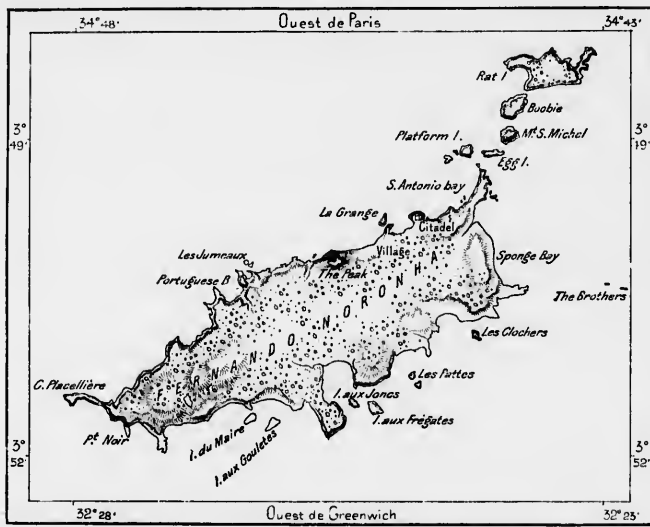 34° 48'
Ouest de Paris
34° 43'
Rat I
Buobie
3°
49'
3°
49'
Mt S. Michel
Platform I.
Egg I.
S. Antonio bay
La Grange
Citadel
Village
Les Jumeaux
The Peak
Sponge Bay
Portuguese B
The Brothers
FERNANDO NORONHA
Les Clochers
Les Pattes
C. Placellière
I. aux Joncs
I. aux Frégates
Pt. Noir
I. du Maire
I. aux Gouletes
3°
52'
3°
52'
32° 28'
Ouest de Greenwich
32° 23'